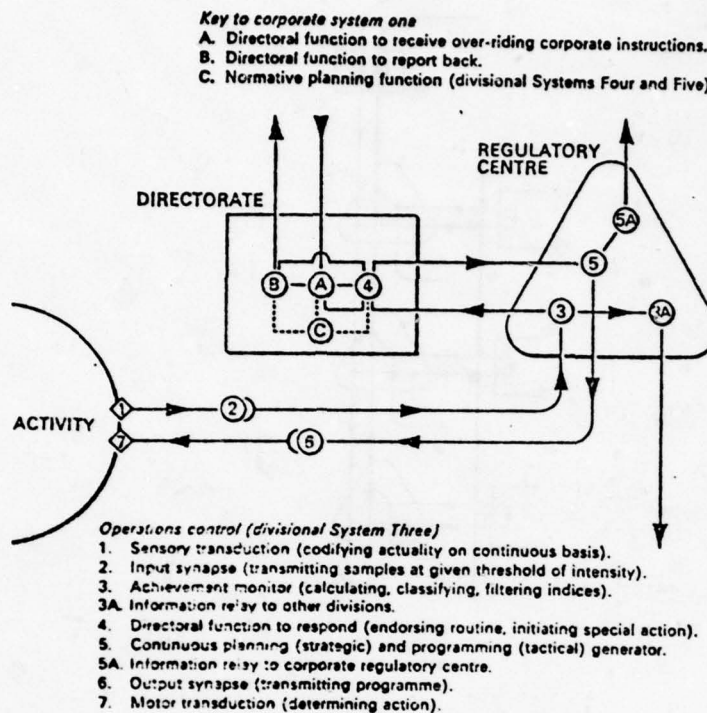 Key to corporate system one
A. Directoral function to receive over-riding corporate instructions.
B. Directoral function to report back.
C. Normative planning function (divisional Systems Four and Five)
REGULATORY
CENTRE
DIRECTORATE
5A
5
B A 4
3 3A
C
1 2
ACTIVITY
7 6
Operations control (divisional System Three)
1. Sensory transduction (codifying actuality on continuous basis).
2. Input synapse (transmitting samples at given threshold of intensity).
3. Achievement monitor (calculating, classifying, filtering indices).
3A. Information relay to other divisions.
4. Directoral function to respond (endorsing routine, initiating special action).
5. Continuous planning (strategic) and programming (tactical) generator.
5A. Information relay to corporate regulatory centre.
6. Output synapse (transmitting programme).
7. Motor transduction (determining action).